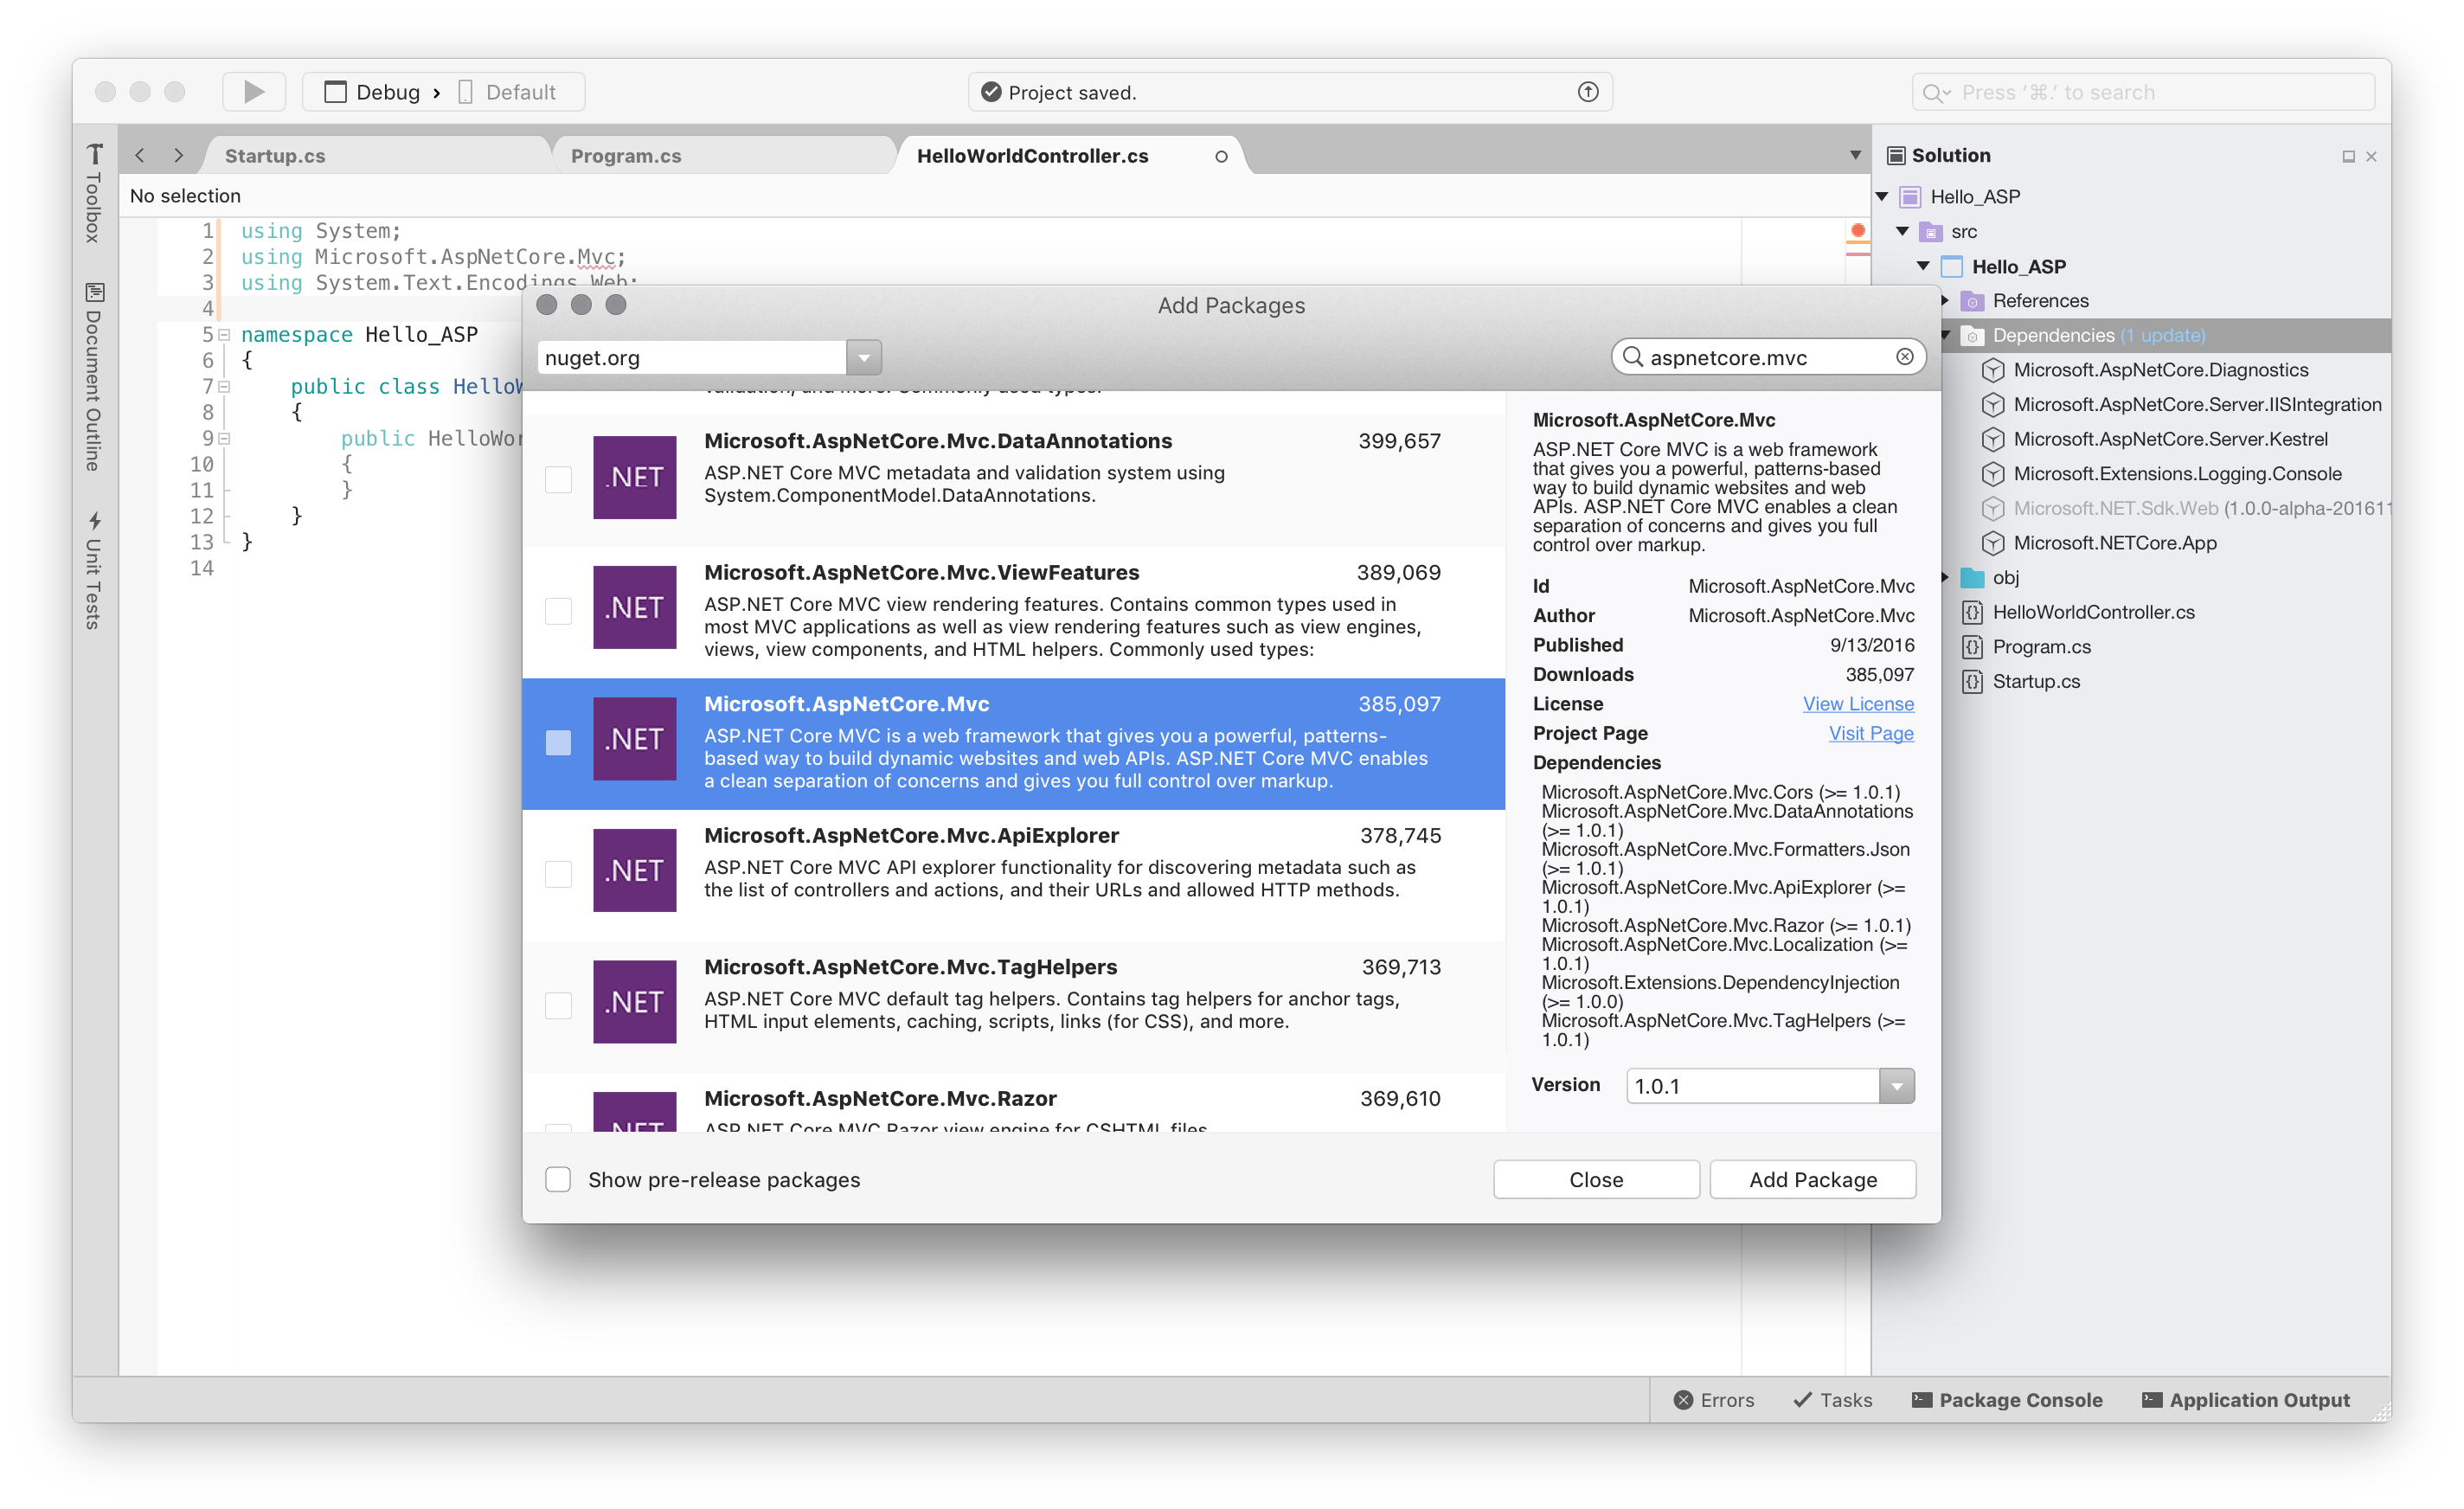 Debug › Default
Project saved.
Press ‘⌘.’ to search
Toolbox
Document Outline
Unit Tests
Startup.cs
Program.cs
HelloWorldController.cs
No selection
1 using System;
2 using Microsoft.AspNetCore.Mvc;
3 using System.Text.Encodings.Web;
4
5 namespace Hello_ASP
6 {
7 public class HelloW
8 {
9 public HelloWor
10 {
11 }
12 }
13 }
14
Add Packages
nuget.org
aspnetcore.mvc
validation, and more. Commonly used types:
Microsoft.AspNetCore.Mvc.DataAnnotations 399,657
.NET
ASP.NET Core MVC metadata and validation system using
System.ComponentModel.DataAnnotations.
Microsoft.AspNetCore.Mvc.ViewFeatures 389,069
.NET
ASP.NET Core MVC view rendering features. Contains common types used in
most MVC applications as well as view rendering features such as view engines,
views, view components, and HTML helpers. Commonly used types:
Microsoft.AspNetCore.Mvc 385,097
.NET
ASP.NET Core MVC is a web framework that gives you a powerful, patterns-
based way to build dynamic websites and web APIs. ASP.NET Core MVC enables
a clean separation of concerns and gives you full control over markup.
Microsoft.AspNetCore.Mvc.ApiExplorer 378,745
.NET
ASP.NET Core MVC API explorer functionality for discovering metadata such as
the list of controllers and actions, and their URLs and allowed HTTP methods.
Microsoft.AspNetCore.Mvc.TagHelpers 369,713
.NET
ASP.NET Core MVC default tag helpers. Contains tag helpers for anchor tags,
HTML input elements, caching, scripts, links (for CSS), and more.
Microsoft.AspNetCore.Mvc.Razor 369,610
.NET
ASP.NET Core MVC Razor view engine for CSHTML files.
Microsoft.AspNetCore.Mvc
ASP.NET Core MVC is a web framework
that gives you a powerful, patterns-based
way to build dynamic websites and web
APIs. ASP.NET Core MVC enables a clean
separation of concerns and gives you full
control over markup.
Id Microsoft.AspNetCore.Mvc
Author Microsoft.AspNetCore.Mvc
Published 9/13/2016
Downloads 385,097
License View License
Project Page Visit Page
Dependencies
Microsoft.AspNetCore.Mvc.Cors (>= 1.0.1)
Microsoft.AspNetCore.Mvc.DataAnnotations
(>= 1.0.1)
Microsoft.AspNetCore.Mvc.Formatters.Json
(>= 1.0.1)
Microsoft.AspNetCore.Mvc.ApiExplorer (>=
1.0.1)
Microsoft.AspNetCore.Mvc.Razor (>= 1.0.1)
Microsoft.AspNetCore.Mvc.Localization (>=
1.0.1)
Microsoft.Extensions.DependencyInjection
(>= 1.0.0)
Microsoft.AspNetCore.Mvc.TagHelpers (>=
1.0.1)
Version 1.0.1
Show pre-release packages
Close
Add Package
Solution
Hello_ASP
src
Hello_ASP
References
Dependencies (1 update)
Microsoft.AspNetCore.Diagnostics
Microsoft.AspNetCore.Server.IISIntegration
Microsoft.AspNetCore.Server.Kestrel
Microsoft.Extensions.Logging.Console
Microsoft.NET.Sdk.Web (1.0.0-alpha-201611
Microsoft.NETCore.App
obj
HelloWorldController.cs
Program.cs
Startup.cs
Errors
Tasks
Package Console
Application Output